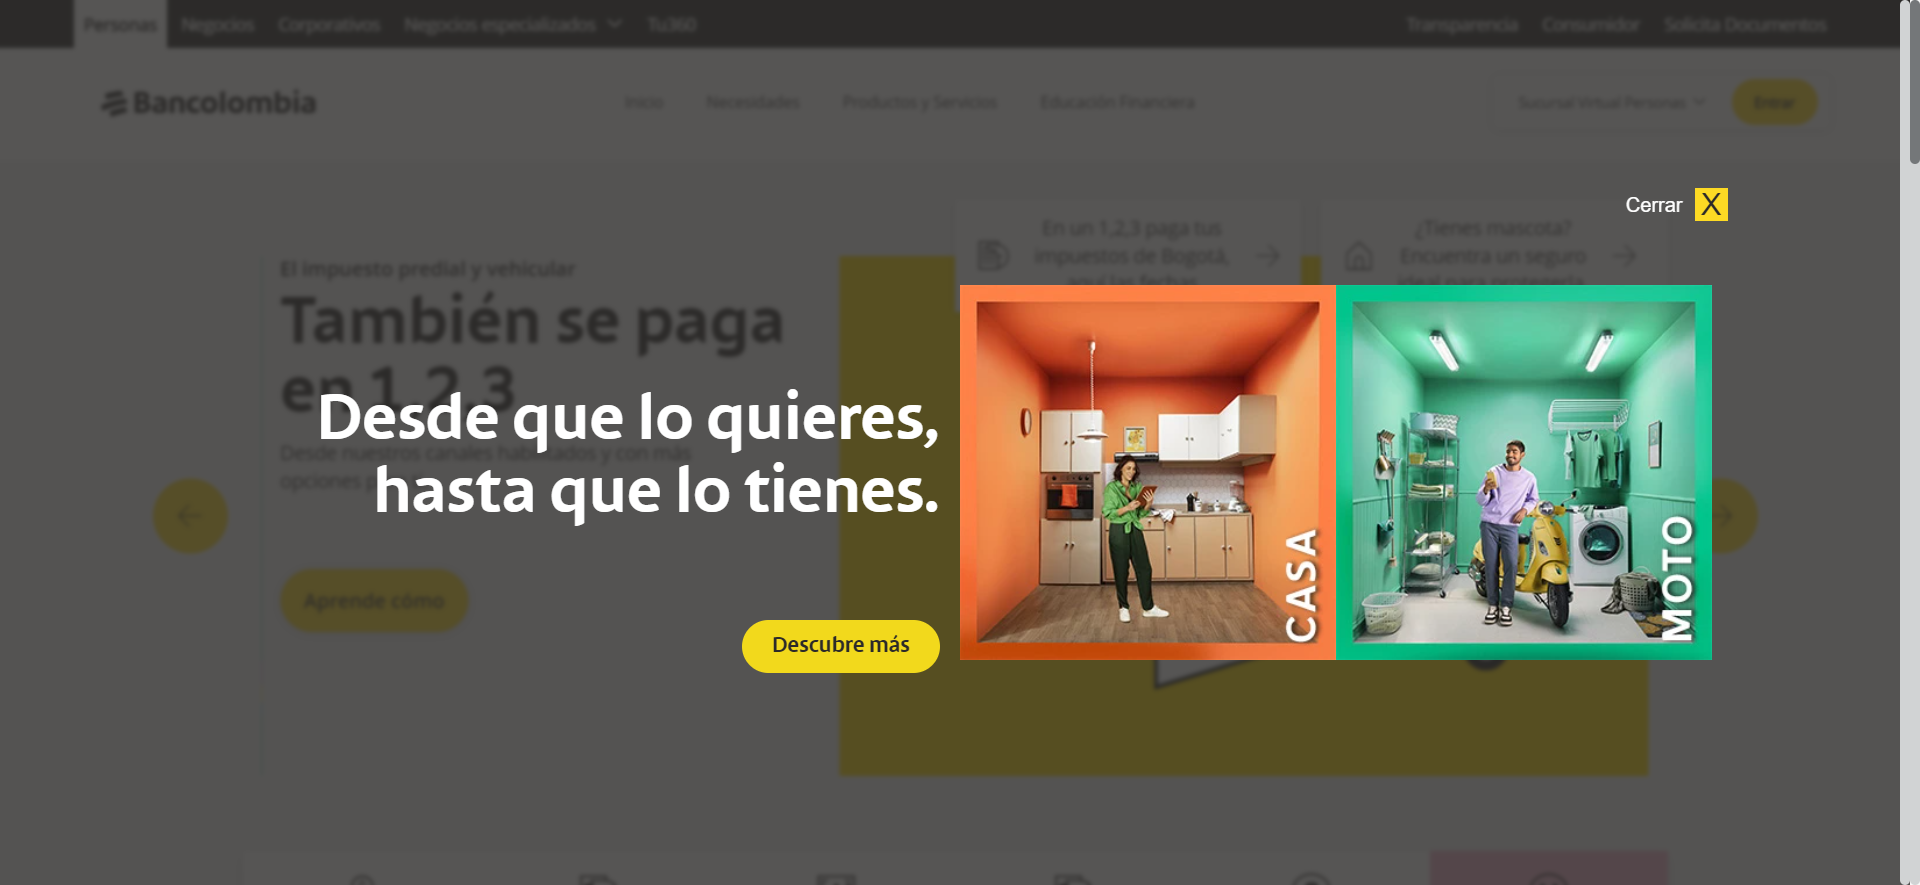 Personas Negocios Corporativos Negocios especializados Tu360 Transparencia Consumidor Solicita Documentos
Bancolombia Inicio Necesidades Productos y Servicios Educación Financiera Sucursal Virtual Personas Entrar
Cerrar X
En un 1,2,3 paga tus
impuestos de Bogotá,
aquí las fechas
¿Tienes mascota?
Encuentra un seguro
ideal para protegerla
El impuesto predial y vehicular
También se paga
en 1,2,3
Desde que lo quieres,
hasta que lo tienes.
Desde nuestros canales habilitados y con más
opciones
Aprende cómo
Descubre más
CASA
MOTO